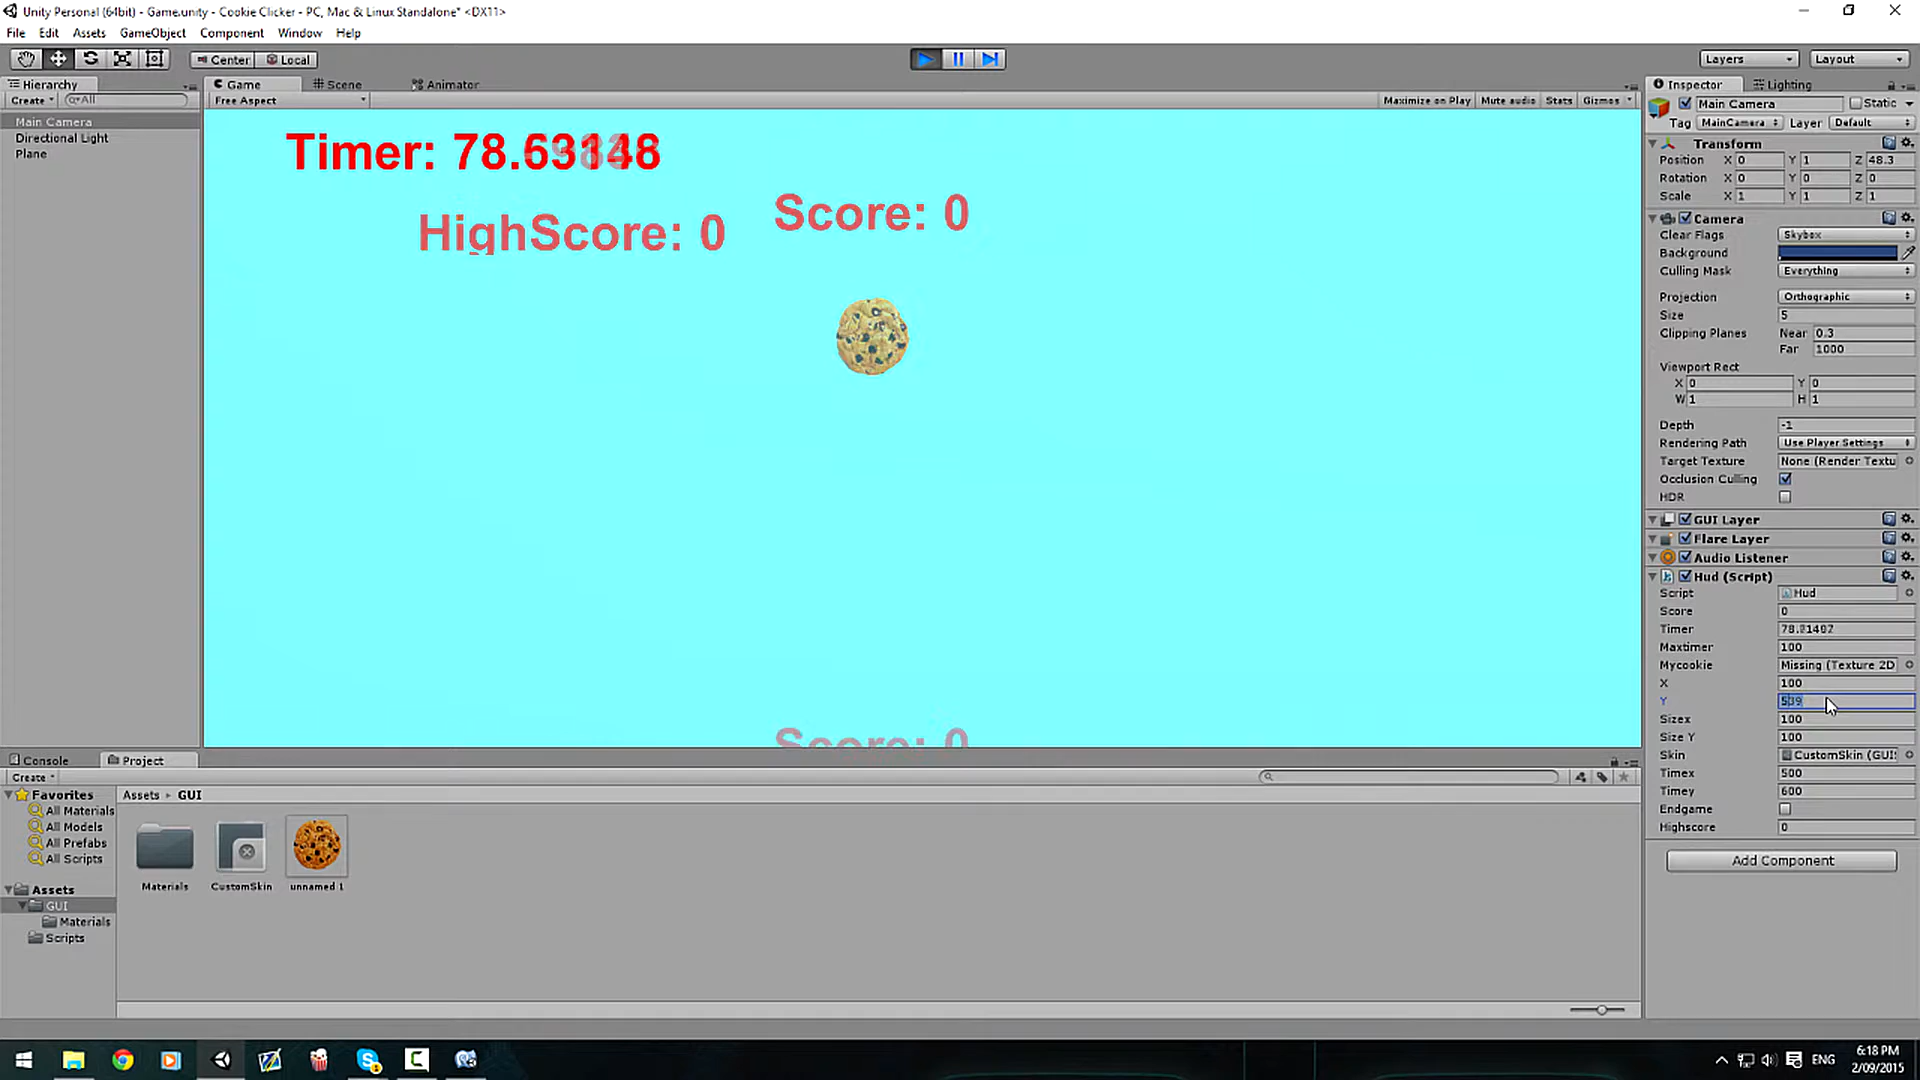 Unity Personal (64bit) - Game.unity - Cookie Clicker - PC, Mac & Linux Standalone* <DX11>
File Edit Assets GameObject Component Window Help
Center Local Layers Layout
Hierarchy Game Scene Animator Inspector Lighting
Create All Free Aspect Maximize on Play Mute audio Stats Gizmos Main Camera Static
Main Camera
Directional Light
Plane
Timer: 78.63148
HighScore: 0
Score: 0
Score: 0
Tag MainCamera Layer Default
Transform
Position X 0 Y 1 Z 48.3
Rotation X 0 Y 0 Z 0
Scale X 1 Y 1 Z 1
Camera
Clear Flags Skybox
Background
Culling Mask Everything
Projection Orthographic
Size 5
Clipping Planes Near 0.3
Far 1000
Viewport Rect
X 0 Y 0
W 1 H 1
Depth -1
Rendering Path Use Player Settings
Target Texture None (Render Textu
Occlusion Culling
HDR
GUI Layer
Flare Layer
Audio Listener
Hud (Script)
Script Hud
Score 0
Timer
Maxtimer 100
Mycookie Missing (Texture 2D
X 100
Y
Sizex 100
Size Y 100
Skin CustomSkin (GUI
Timex 500
Timey 600
Endgame
Highscore 0
Add Component
Console Project
Create
Favorites
All Materials
All Models
All Prefabs
All Scripts
Assets
GUI
Materials
Scripts
Assets GUI
Materials CustomSkin unnamed 1
ENG
6:18 PM
2/09/2015